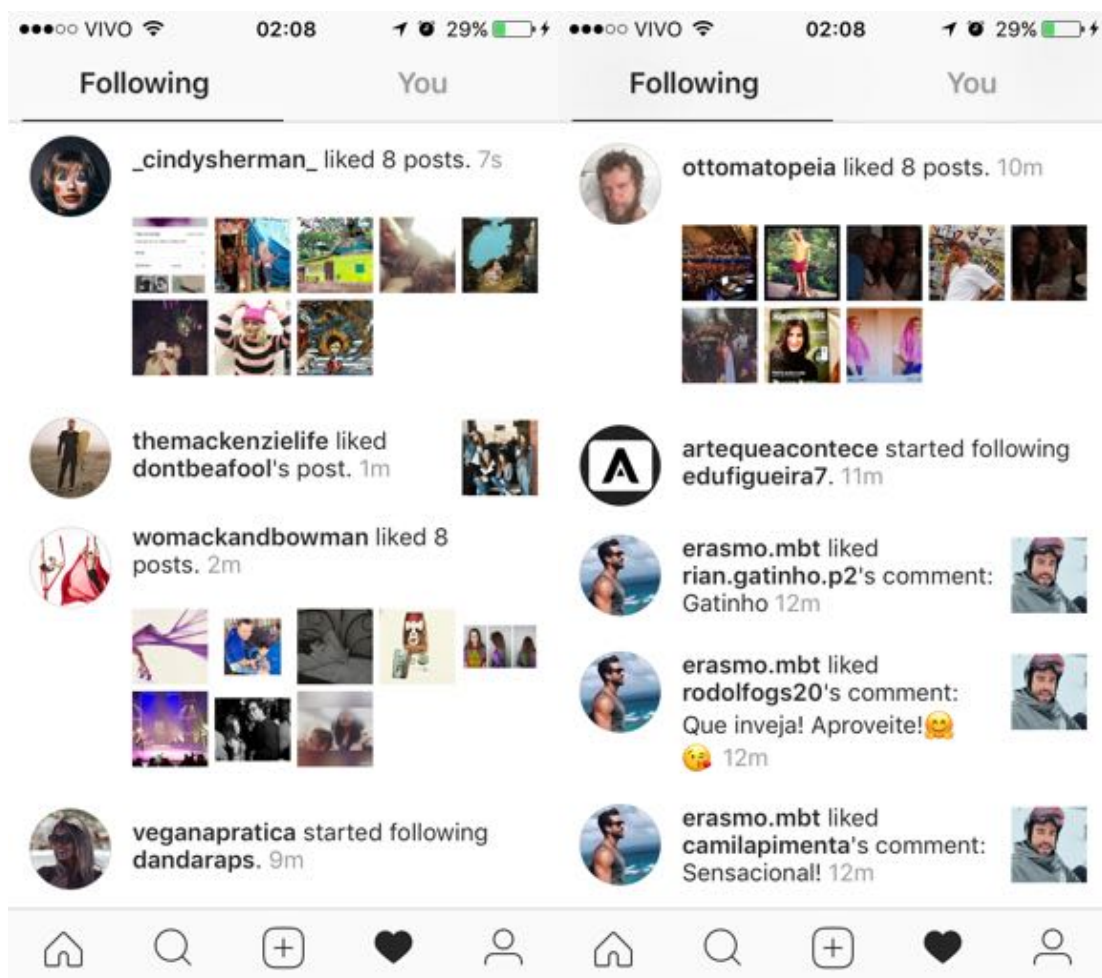 VIVO 02:08 29%
Following You
_cindysherman_ liked 8 posts. 7s
themackenzielife liked
dontbeafool's post. 1m
womackandbowman liked 8
posts. 2m
veganapratica started following
dandaraps. 9m
VIVO 02:08 29%
Following You
ottomatopeia liked 8 posts. 10m
artequeacontece started following
edufigueira7. 11m
erasmo.mbt liked
rian.gatinho.p2's comment:
Gatinho 12m
erasmo.mbt liked
rodolfogs20's comment:
Que inveja! Aproveite!🤗
😘 12m
erasmo.mbt liked
camilapimenta's comment:
Sensacional! 12m